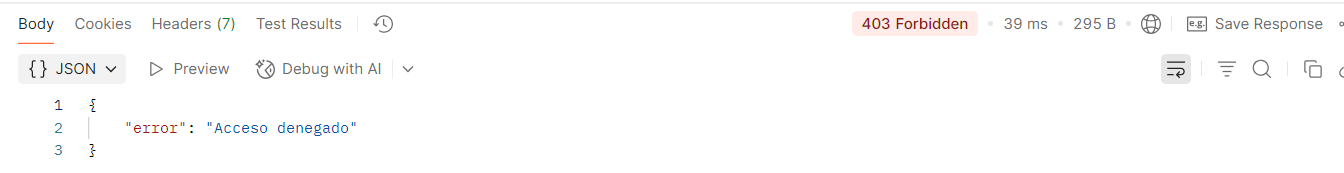 Body Cookies Headers (7) Test Results 403 Forbidden • 39 ms • 295 B • e.g. Save Response
{} JSON Preview Debug with AI
1 {
2 "error": "Acceso denegado"
3 }